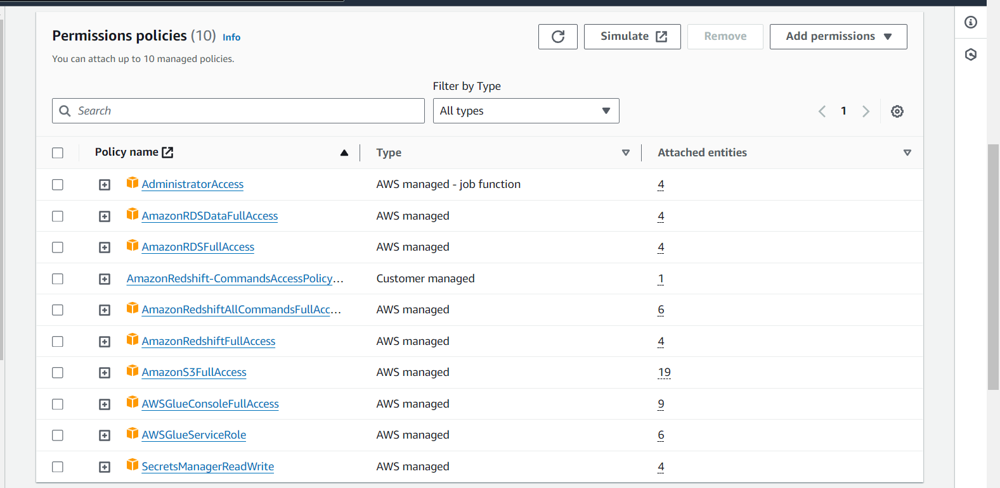 Permissions policies (10) Info
Simulate
Remove
Add permissions
You can attach up to 10 managed policies.
Filter by Type
Search
All types
1
Policy name Type Attached entities
AdministratorAccess AWS managed - job function 4
AmazonRDSDataFullAccess AWS managed 4
AmazonRDSFullAccess AWS managed 4
AmazonRedshift-CommandsAccessPolicy... Customer managed 1
AmazonRedshiftAllCommandsFullAcc... AWS managed 6
AmazonRedshiftFullAccess AWS managed 4
AmazonS3FullAccess AWS managed 19
AWSGlueConsoleFullAccess AWS managed 9
AWSGlueServiceRole AWS managed 6
SecretsManagerReadWrite AWS managed 4